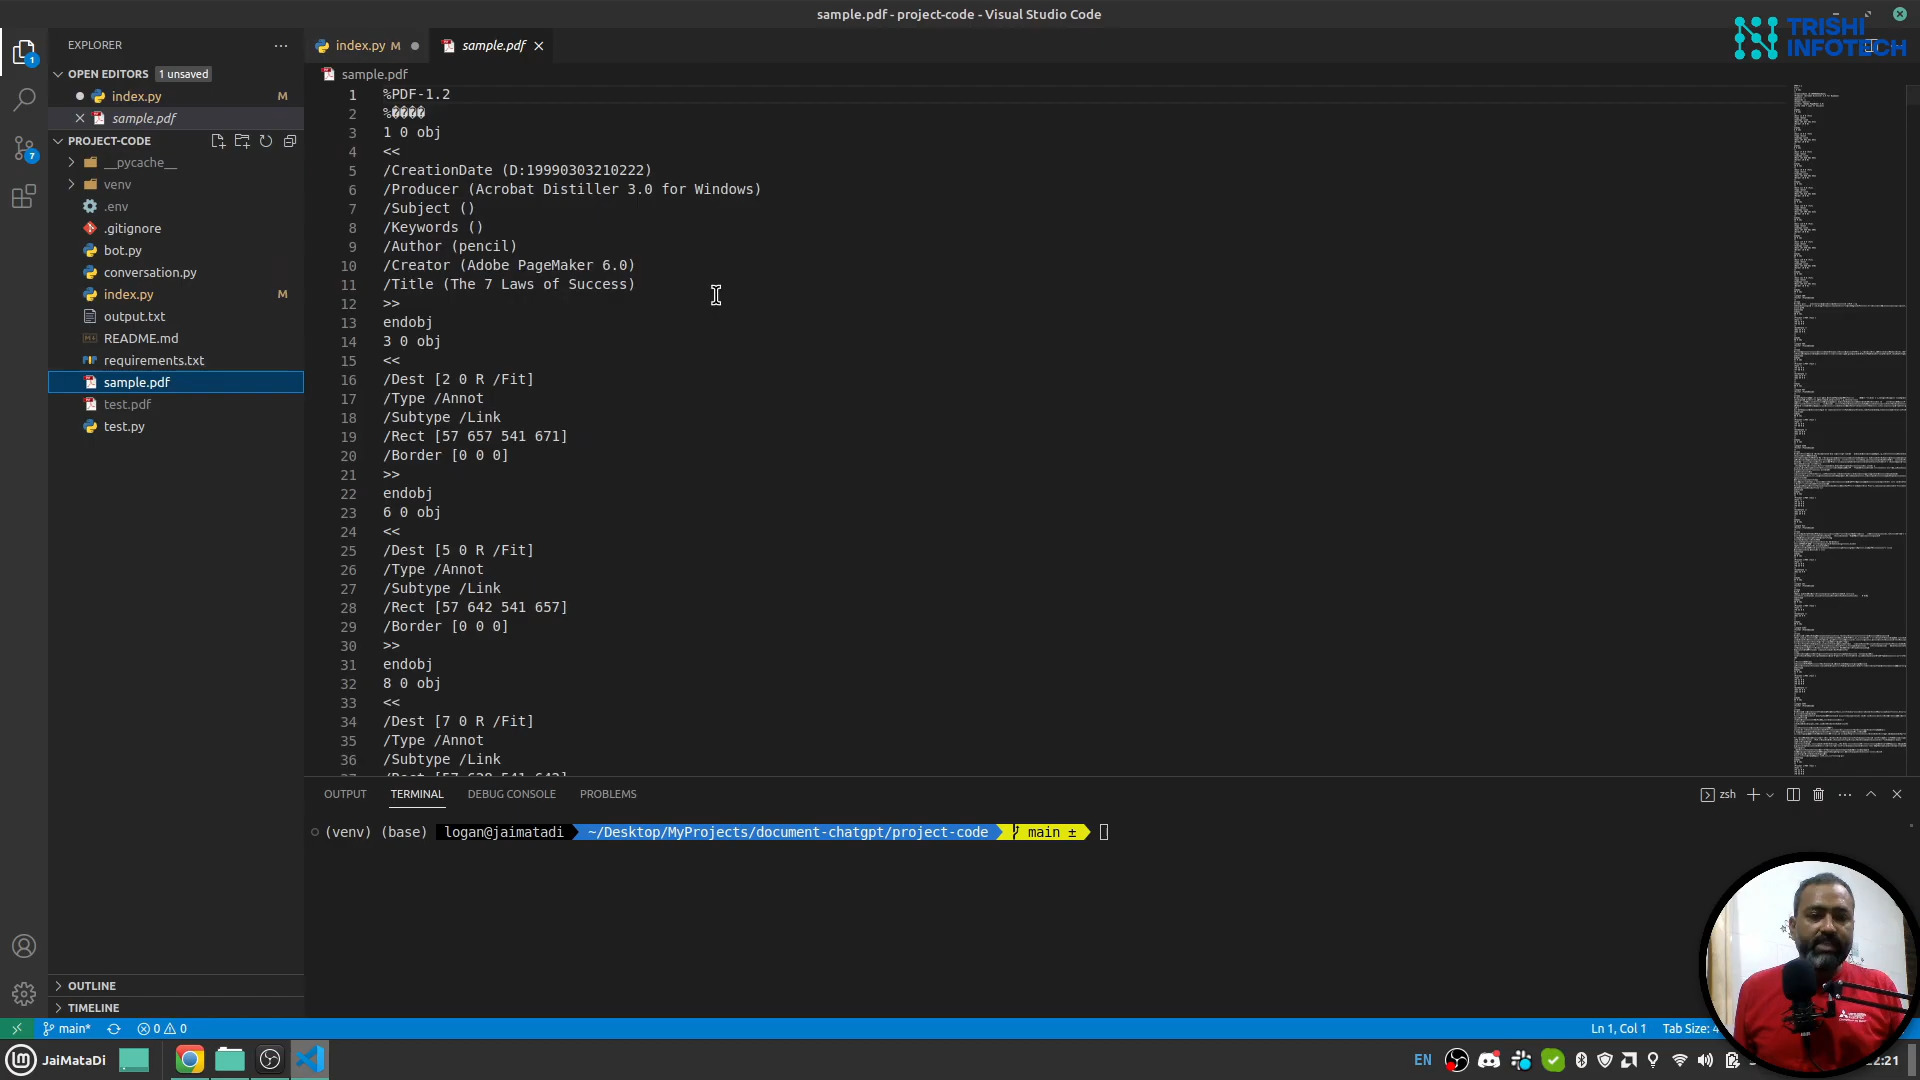 sample.pdf - project-code - Visual Studio Code
TRISHI
INFOTECH
EXPLORER
OPEN EDITORS 1 unsaved
index.py M
sample.pdf
PROJECT-CODE
__pycache__
venv
.env
.gitignore
bot.py
conversation.py
index.py M
output.txt
README.md
requirements.txt
sample.pdf
test.pdf
test.py
OUTLINE
TIMELINE
index.py M
sample.pdf
sample.pdf
1 %PDF-1.2
2 %����
3 1 0 obj
4 <<
5 /CreationDate (D:19990303210222)
6 /Producer (Acrobat Distiller 3.0 for Windows)
7 /Subject ()
8 /Keywords ()
9 /Author (pencil)
10 /Creator (Adobe PageMaker 6.0)
11 /Title (The 7 Laws of Success)
12 >>
13 endobj
14 3 0 obj
15 <<
16 /Dest [2 0 R /Fit]
17 /Type /Annot
18 /Subtype /Link
19 /Rect [57 657 541 671]
20 /Border [0 0 0]
21 >>
22 endobj
23 6 0 obj
24 <<
25 /Dest [5 0 R /Fit]
26 /Type /Annot
27 /Subtype /Link
28 /Rect [57 642 541 657]
29 /Border [0 0 0]
30 >>
31 endobj
32 8 0 obj
33 <<
34 /Dest [7 0 R /Fit]
35 /Type /Annot
36 /Subtype /Link
OUTPUT TERMINAL DEBUG CONSOLE PROBLEMS
zsh
(venv) (base) logan@jaimatadi ~/Desktop/MyProjects/document-chatgpt/project-code main ±
main* 0 0
Ln 1, Col 1 Tab Size:
JaiMataDi
EN